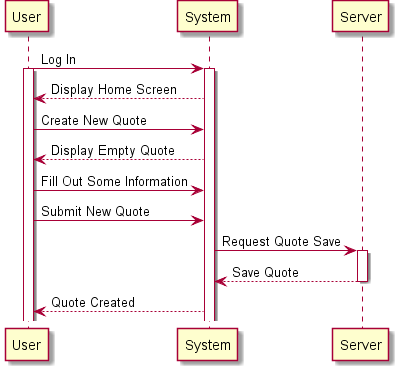 User
System
Server
Log In
Display Home Screen
Create New Quote
Display Empty Quote
Fill Out Some Information
Submit New Quote
Request Quote Save
Save Quote
Quote Created
User
System
Server